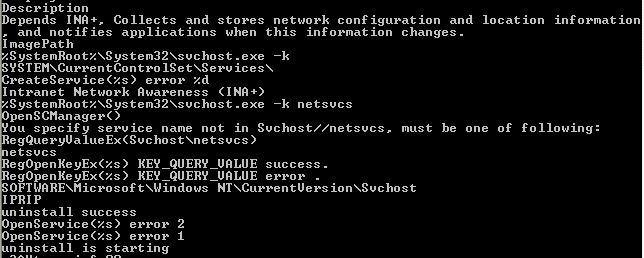 Description
Depends INA+, Collects and stores network configuration and location information
, and notifies applications when this information changes.
ImagePath
%SystemRoot%\System32\svchost.exe -k
SYSTEM\CurrentControlSet\Services\
CreateService(%s) error %d
Intranet Network Awareness (INA+)
%SystemRoot%\System32\svchost.exe -k netsvcs
OpenSCManager()
You specify service name not in Svchost//netsvcs, must be one of following:
RegQueryValueEx(Svchost\netsvcs)
netsvcs
RegOpenKeyEx(%s) KEY_QUERY_VALUE success.
RegOpenKeyEx(%s) KEY_QUERY_VALUE error .
SOFTWARE\Microsoft\Windows NT\CurrentVersion\Svchost
IPRIP
uninstall success
OpenService(%s) error 2
OpenService(%s) error 1
uninstall is starting